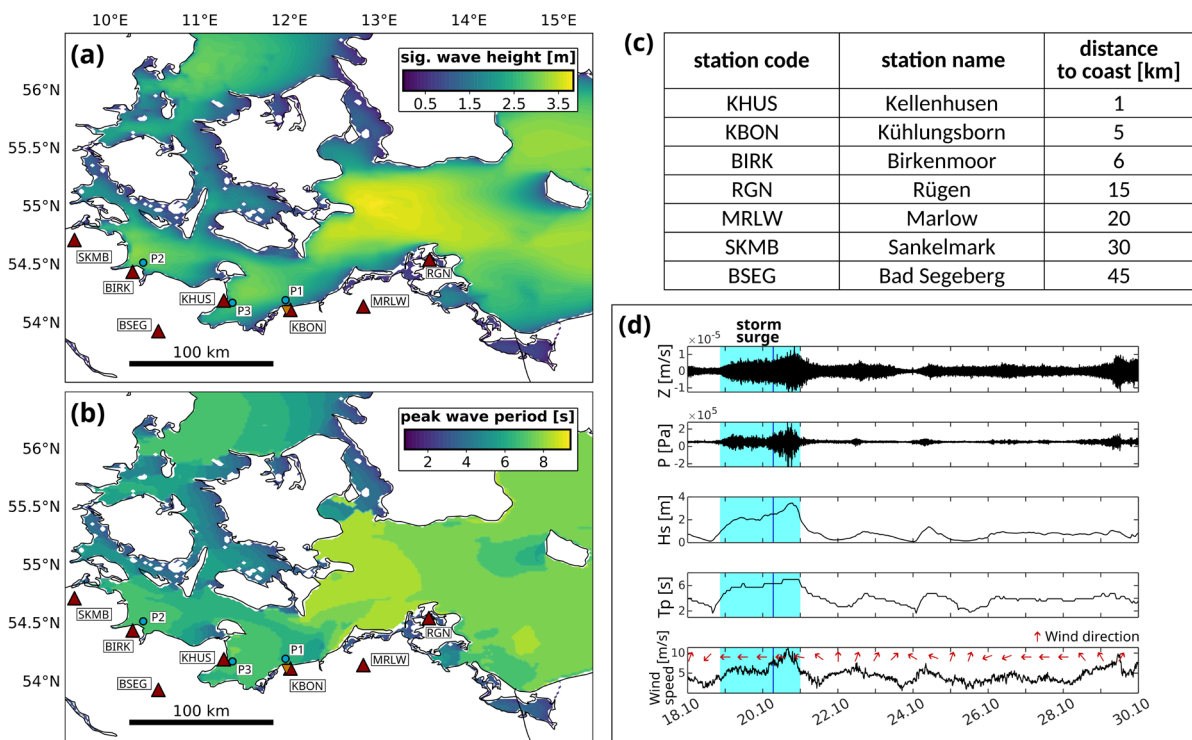 10°E 11°E 12°E 13°E 14°E 15°E
(a)
sig. wave height [m]
0.5 1.5 2.5 3.5
56°N
55.5°N
55°N
54.5°N
54°N
SKMB
P2
BIRK
KHUS
P1
P3
KBON
MRLW
RGN
BSEG
100 km
(b)
peak wave period [s]
2 4 6 8
56°N
55.5°N
55°N
54.5°N
54°N
SKMB
P2
BIRK
KHUS
P1
P3
KBON
MRLW
RGN
BSEG
100 km
(c)
station code station name distance to coast [km]
KHUS Kellenhusen 1
KBON Kühlungsborn 5
BIRK Birkenmoor 6
RGN Rügen 15
MRLW Marlow 20
SKMB Sankelmark 30
BSEG Bad Segeberg 45
(d)
storm
surge
×10⁻⁵
Z [m/s]
1
0
-1
×10⁵
P [Pa]
2
0
-2
Hs [m]
4
2
0
Tp [s]
6
4
2
↑ Wind direction
Wind
speed [m/s]
10
5
18.10 20.10 22.10 24.10 26.10 28.10 30.10